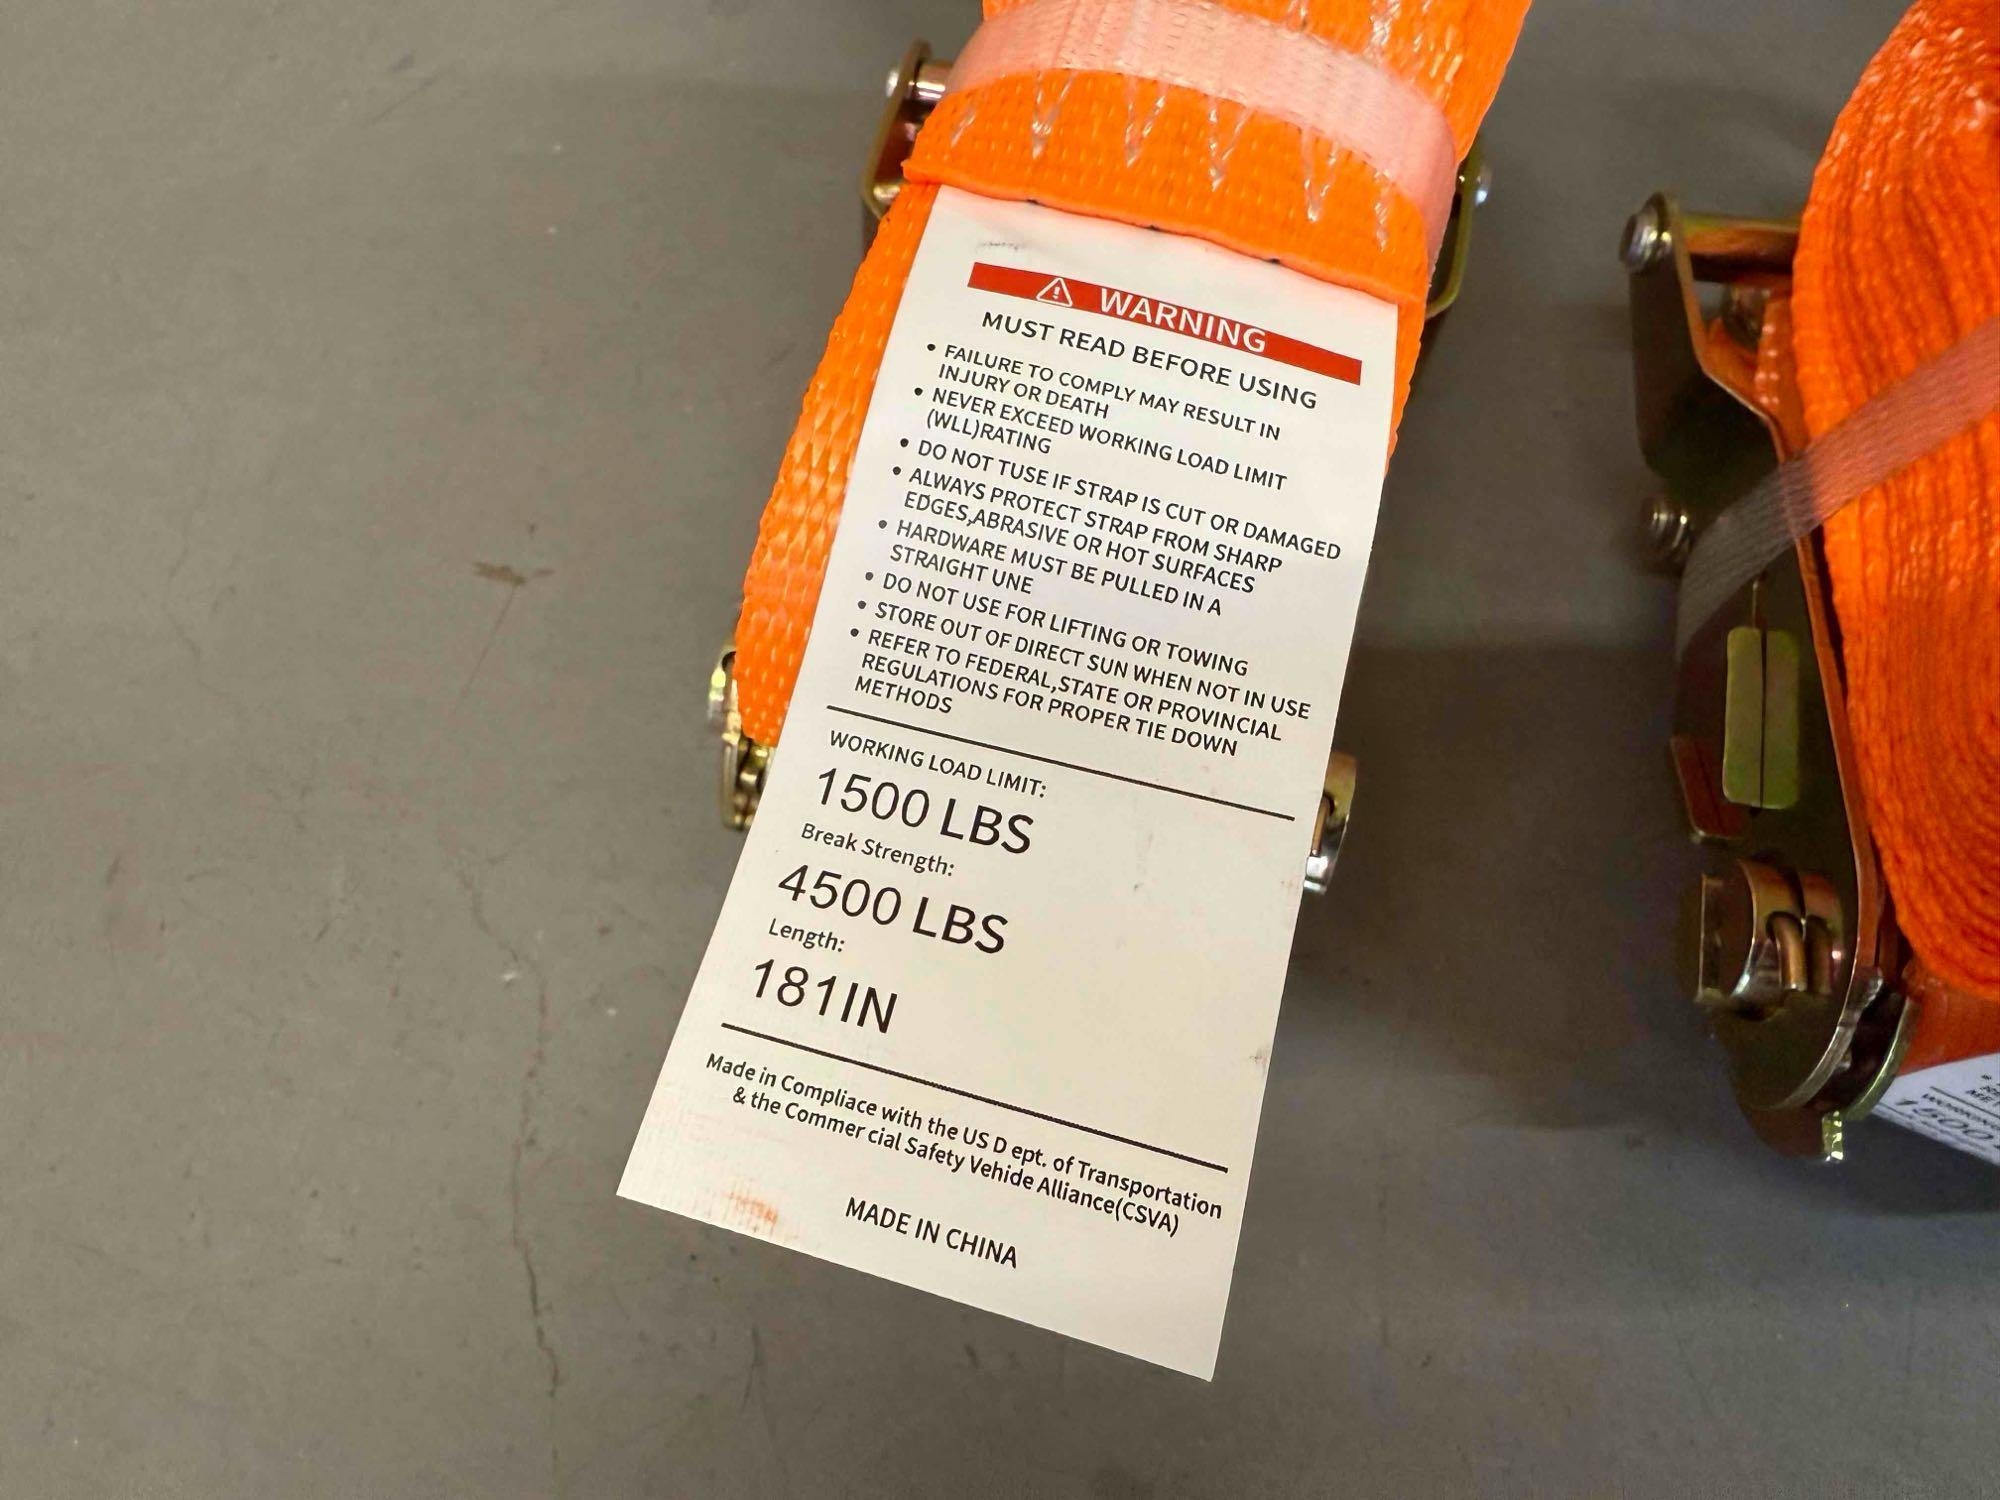 WARNING
MUST READ BEFORE USING
• FAILURE TO COMPLY MAY RESULT IN
INJURY OR DEATH
• NEVER EXCEED WORKING LOAD LIMIT
(WLL)RATING
• DO NOT TUSE IF STRAP IS CUT OR DAMAGED
• ALWAYS PROTECT STRAP FROM SHARP
EDGES,ABRASIVE OR HOT SURFACES
• HARDWARE MUST BE PULLED IN A
STRAIGHT UNE
• DO NOT USE FOR LIFTING OR TOWING
• STORE OUT OF DIRECT SUN WHEN NOT IN USE
• REFER TO FEDERAL,STATE OR PROVINCIAL
REGULATIONS FOR PROPER TIE DOWN
METHODS
WORKING LOAD LIMIT:
1500 LBS
Break Strength:
4500 LBS
Length:
181IN
Made in Compliace with the US D ept. of Transportation
& the Commer cial Safety Vehide Alliance(CSVA)
MADE IN CHINA
1500